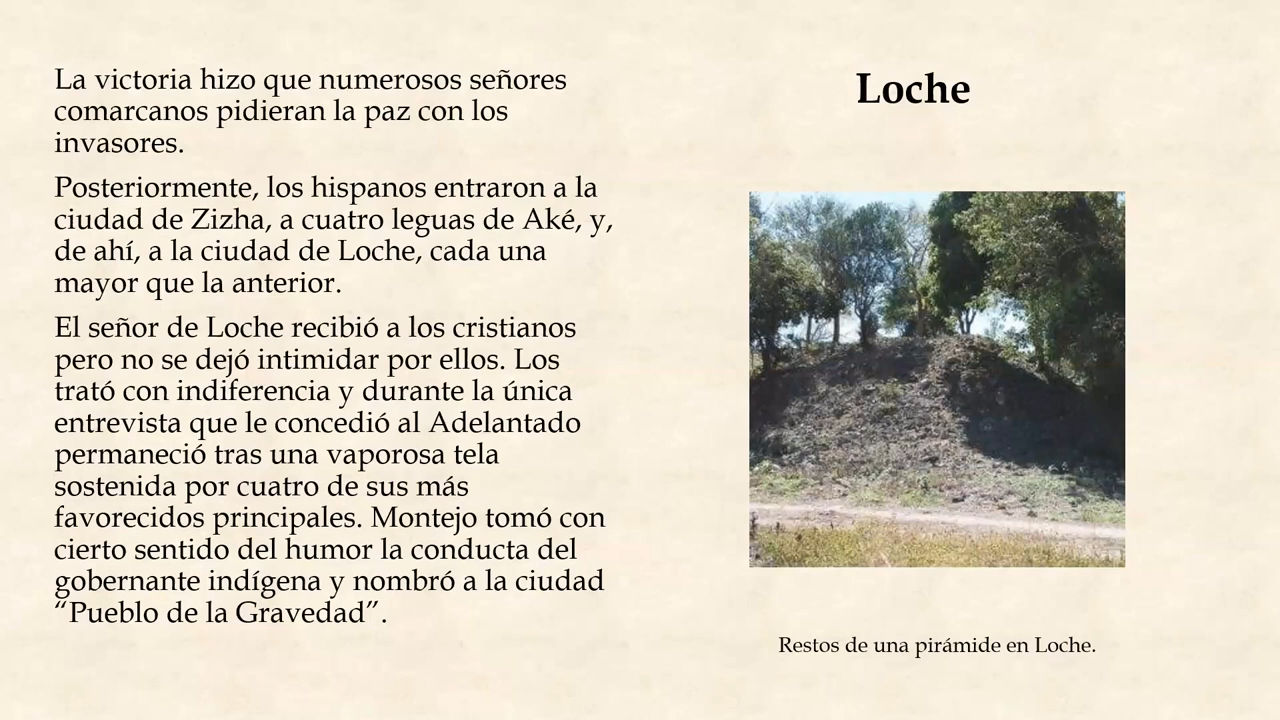 La victoria hizo que numerosos señores
comarcanos pidieran la paz con los
invasores.
Posteriormente, los hispanos entraron a la
ciudad de Zizha, a cuatro leguas de Aké, y,
de ahí, a la ciudad de Loche, cada una
mayor que la anterior.
El señor de Loche recibió a los cristianos
pero no se dejó intimidar por ellos. Los
trató con indiferencia y durante la única
entrevista que le concedió al Adelantado
permaneció tras una vaporosa tela
sostenida por cuatro de sus más
favorecidos principales. Montejo tomó con
cierto sentido del humor la conducta del
gobernante indígena y nombró a la ciudad
“Pueblo de la Gravedad”.
Loche
Restos de una pirámide en Loche.